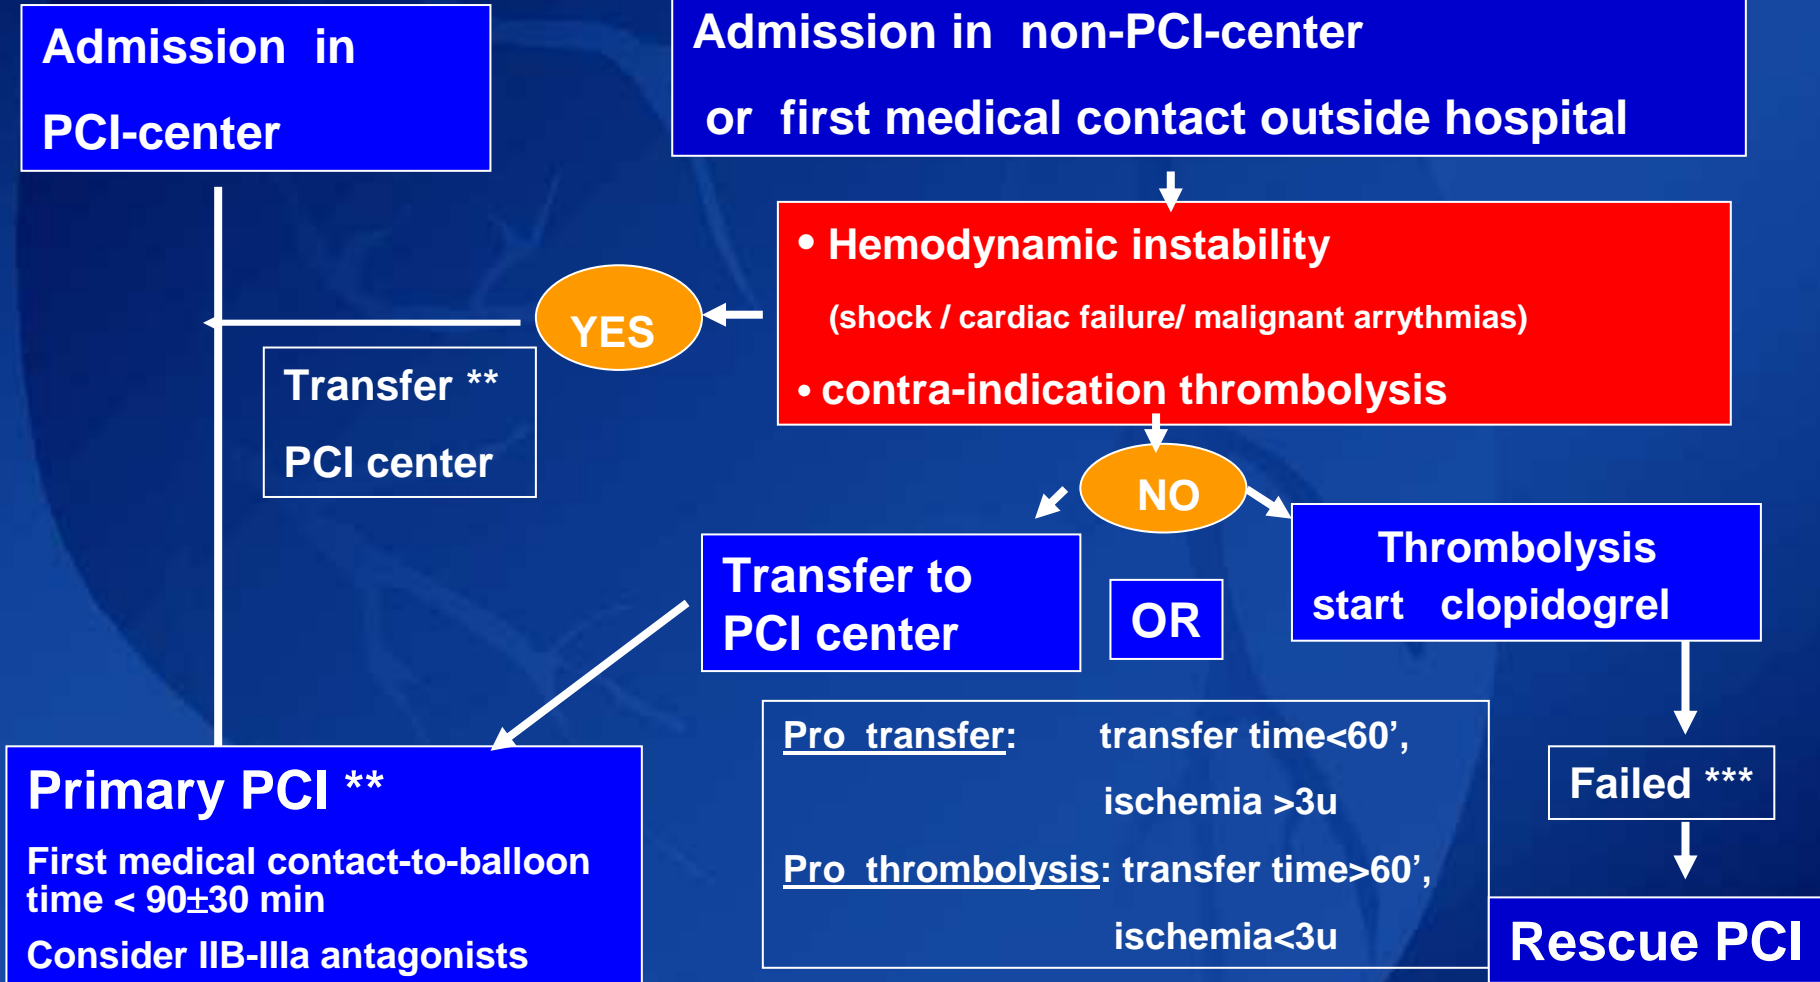 Admission in
PCI-center
Admission in non-PCI-center
or first medical contact outside hospital
• Hemodynamic instability
(shock / cardiac failure/ malignant arrythmias)
• contra-indication thrombolysis
YES
Transfer **
PCI center
NO
Transfer to
PCI center
OR
Thrombolysis
start clopidogrel
Pro transfer: transfer time<60’,
ischemia >3u
Pro thrombolysis: transfer time>60’,
ischemia<3u
Failed ***
Rescue PCI
Primary PCI **
First medical contact-to-balloon
time < 90±30 min
Consider IIB-IIIa antagonists